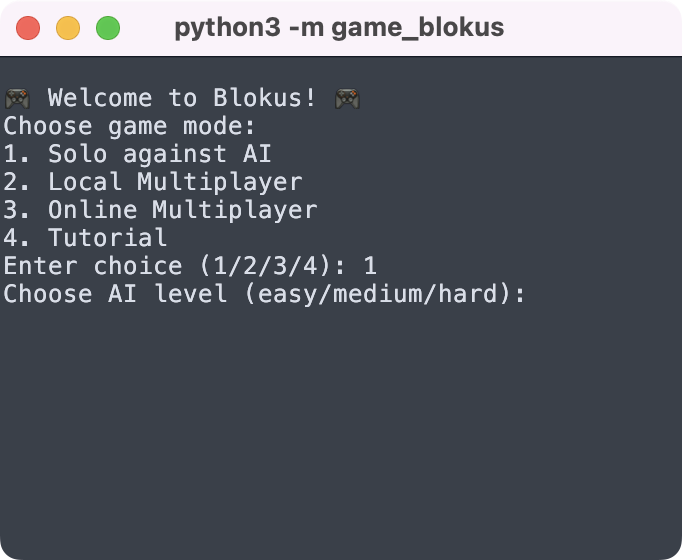 python3 -m game_blokus
🎮 Welcome to Blokus! 🎮
Choose game mode:
1. Solo against AI
2. Local Multiplayer
3. Online Multiplayer
4. Tutorial
Enter choice (1/2/3/4): 1
Choose AI level (easy/medium/hard):